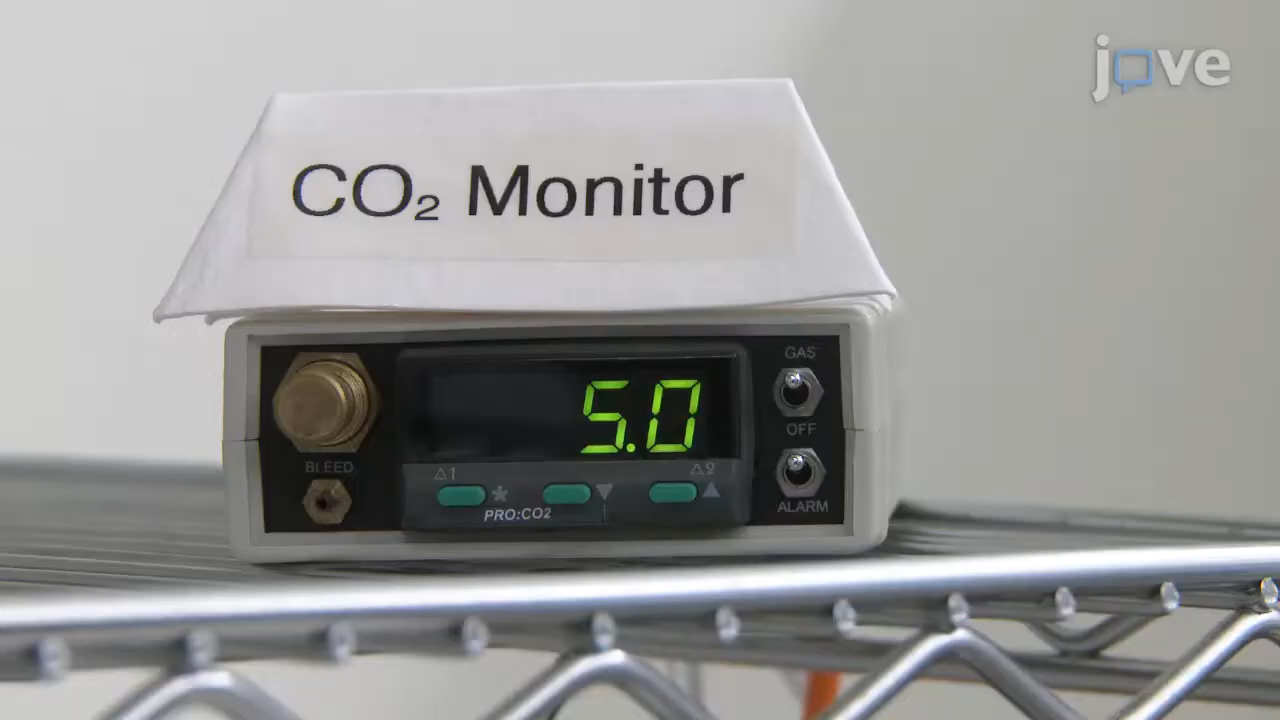 jove
CO₂ Monitor
5.0
GAS
OFF
ALARM
BLEED
△1
△2
PRO:CO2